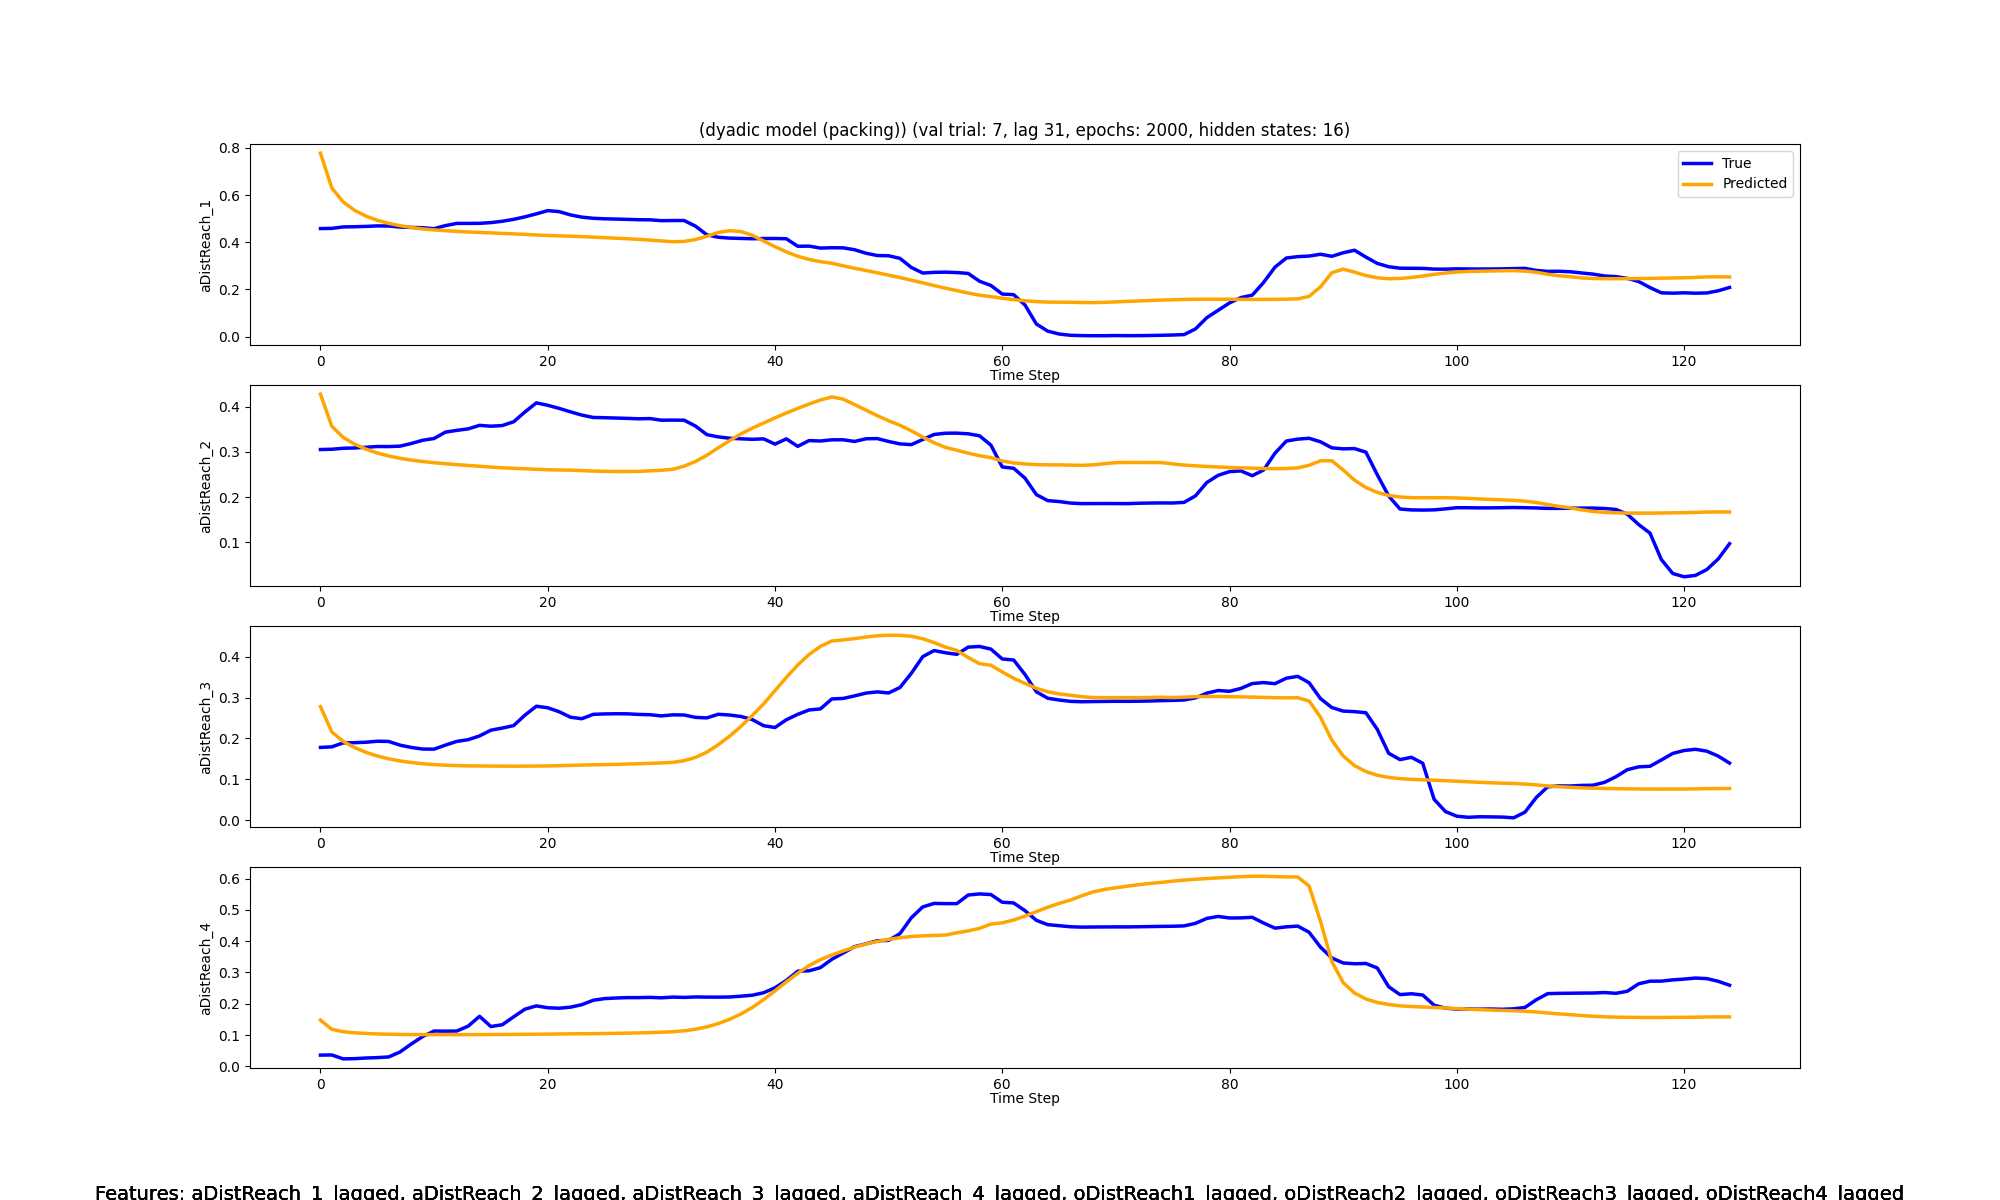 (dyadic model (packing)) (val trial: 7, lag 31, epochs: 2000, hidden states: 16)
0.8
0.6
0.4
0.2
0.0
aDistReach_1
True
Predicted
0 20 40 60 80 100 120
Time Step
0.4
0.3
0.2
0.1
aDistReach_2
0 20 40 60 80 100 120
Time Step
0.4
0.3
0.2
0.1
0.0
aDistReach_3
0 20 40 60 80 100 120
Time Step
0.6
0.5
0.4
0.3
0.2
0.1
0.0
aDistReach_4
0 20 40 60 80 100 120
Time Step
Features: aDistReach_1_lagged, aDistReach_2_lagged, aDistReach_3_lagged, aDistReach_4_lagged, oDistReach1_lagged, oDistReach2_lagged, oDistReach3_lagged, oDistReach4_lagged